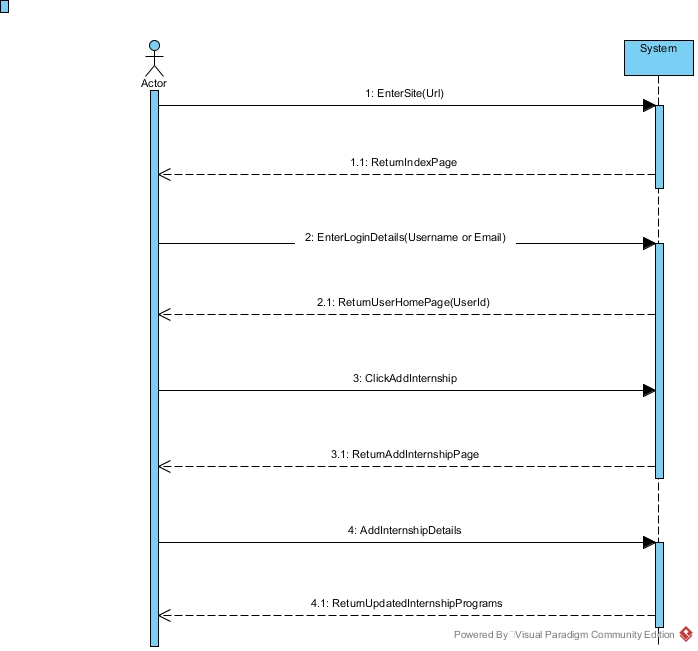 System
Actor
1: EnterSite(Url)
1.1: ReturnIndexPage
2: EnterLoginDetails(Username or Email)
2.1: ReturnUserHomePage(UserId)
3: ClickAddInternship
3.1: ReturnAddInternshipPage
4: AddInternshipDetails
4.1: ReturnUpdatedInternshipPrograms
Powered By Visual Paradigm Community Edition